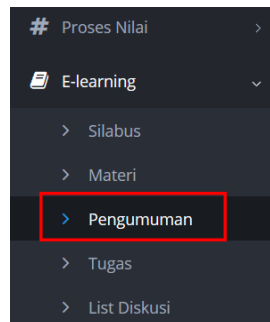 # Proses Nilai
E-learning
Silabus
Materi
Pengumuman
Tugas
List Diskusi